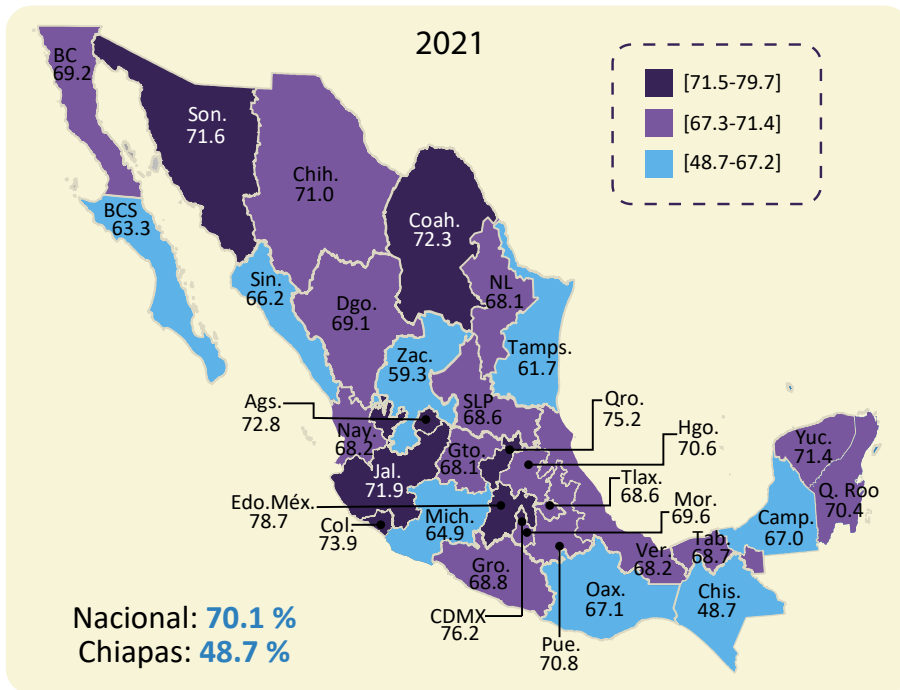 2021
[71.5-79.7]
[67.3-71.4]
[48.7-67.2]
BC
69.2
Son.
71.6
Chih.
71.0
BCS
63.3
Coah.
72.3
Sin.
66.2
Dgo.
69.1
NL
68.1
Zac.
59.3
Tamps.
61.7
Ags.
72.8
SLP
68.6
Qro.
75.2
Nay.
68.2
Gto.
68.1
Hgo.
70.6
Yuc.
71.4
Jal.
71.9
Tlax.
68.6
Q. Roo
70.4
Edo.Méx.
78.7
Mor.
69.6
Col.
73.9
Mich.
64.9
Camp.
67.0
Ver.
68.2
Tab.
68.7
Gro.
68.8
Oax.
67.1
Chis.
48.7
CDMX
76.2
Pue.
70.8
Nacional: 70.1 %
Chiapas: 48.7 %